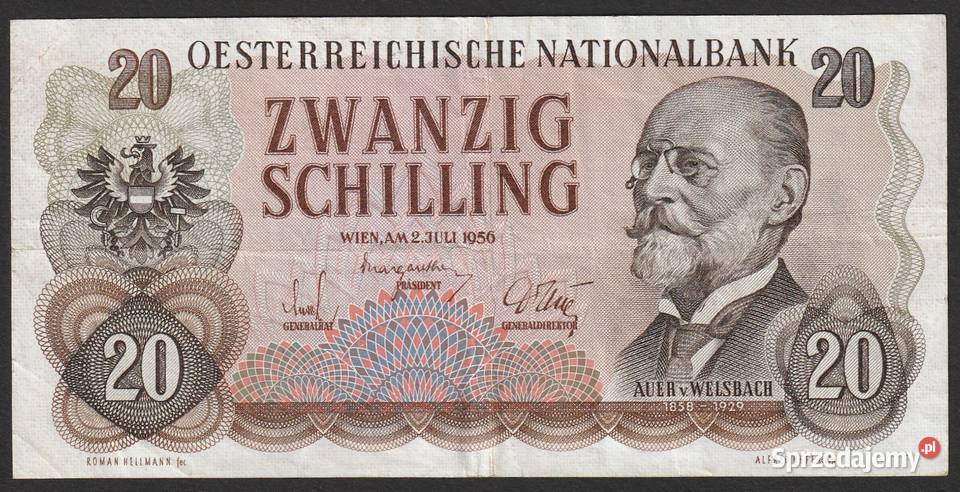 20
OESTERREICHISCHE NATIONALBANK
20
ZWANZIG
SCHILLING
WIEN, AM 2. JULI 1956
PRÄSIDENT
GENERALRAT
GENERALDIREKTOR
20
20
AUER v. WELSBACH
1858 – 1929
ROMAN HELLMANN fec.
Sprzedajemy.pl